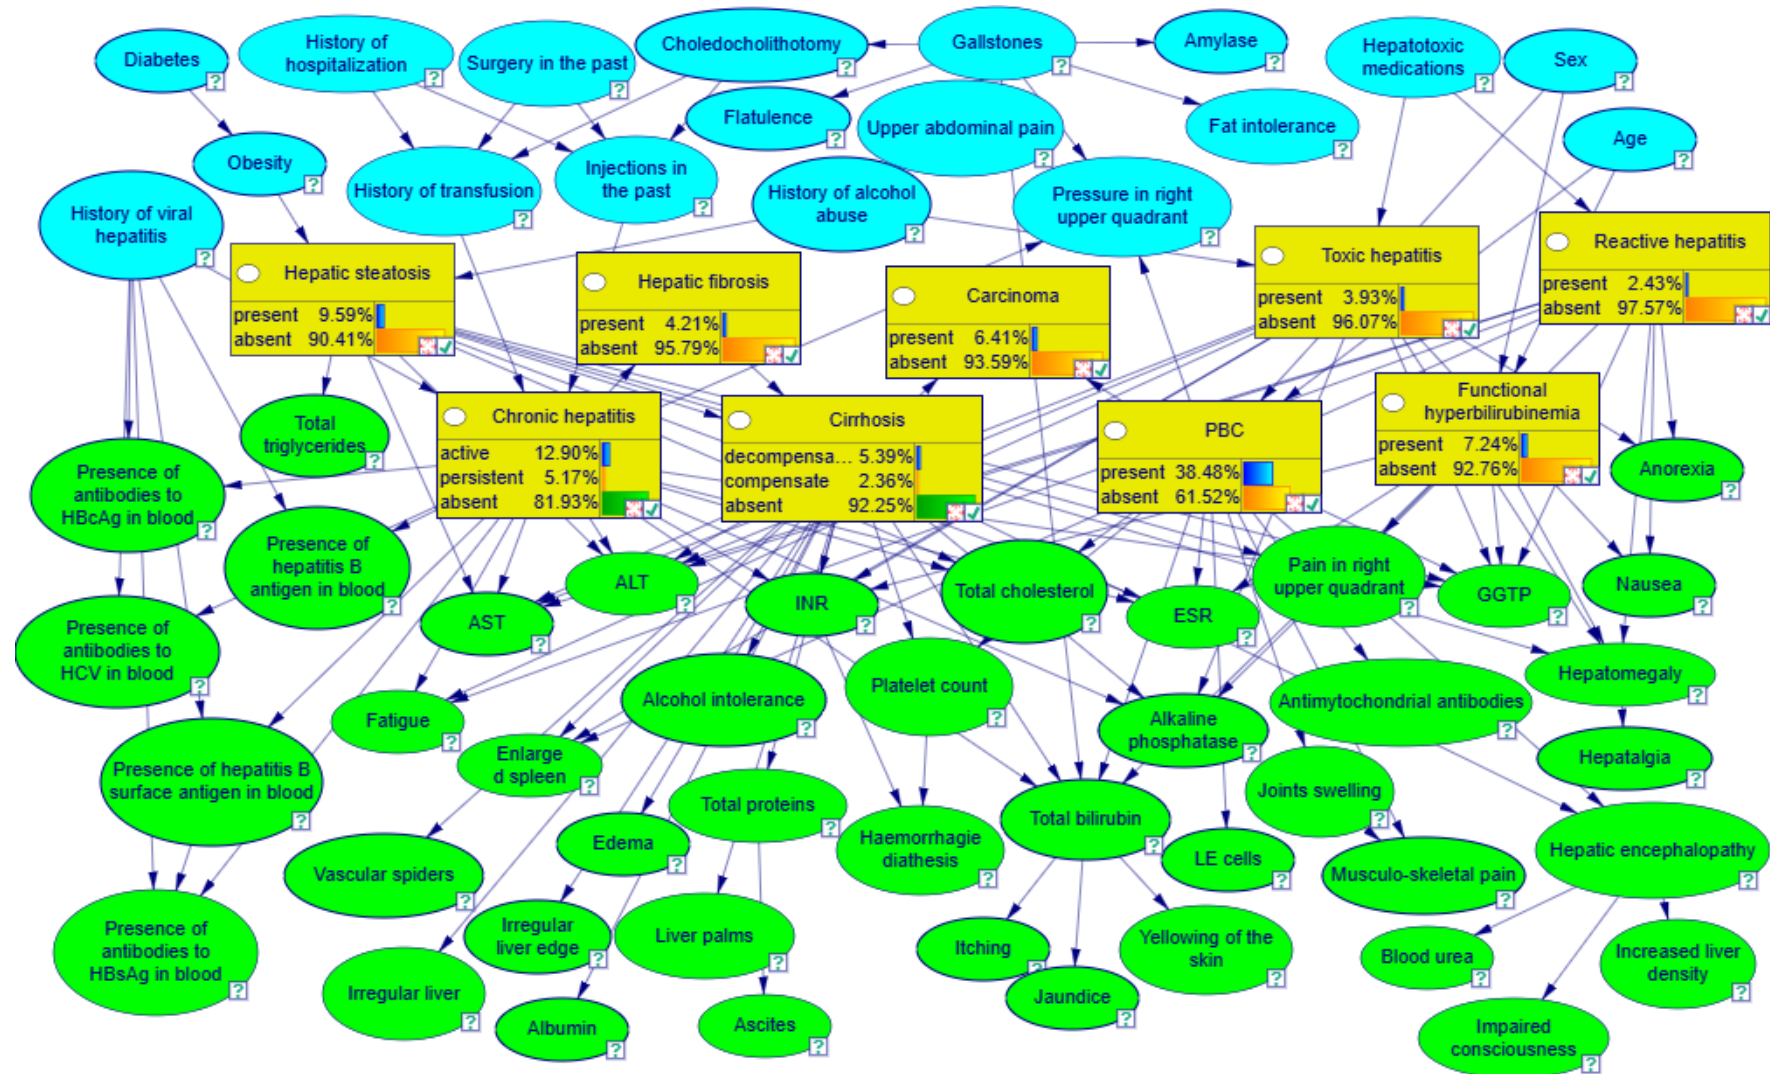 Diabetes
?
History of
hospitalization
?
Surgery in the past
?
Choledocholithotomy
?
Gallstones
?
Amylase
?
Hepatotoxic
medications
?
Sex
?
Flatulence
?
Upper abdominal pain
?
Fat intolerance
?
Age
?
Obesity
?
History of transfusion
?
Injections in
the past
?
History of alcohol
abuse
?
Pressure in right
upper quadrant
?
History of viral
hepatitis
?
Hepatic steatosis
present 9.59%
absent 90.41%
Hepatic fibrosis
present 4.21%
absent 95.79%
Carcinoma
present 6.41%
absent 93.59%
Toxic hepatitis
present 3.93%
absent 96.07%
Reactive hepatitis
present 2.43%
absent 97.57%
Chronic hepatitis
active 12.90%
persistent 5.17%
absent 81.93%
Cirrhosis
decompensa... 5.39%
compensate 2.36%
absent 92.25%
PBC
present 38.48%
absent 61.52%
Functional
hyperbilirubinemia
present 7.24%
absent 92.76%
Total
triglycerides
?
Presence of
antibodies to
HBcAg in blood
?
Presence of
hepatitis B
antigen in blood
?
Anorexia
?
ALT
?
AST
?
INR
?
Total cholesterol
?
ESR
?
Pain in right
upper quadrant
?
GGTP
?
Nausea
?
Presence of
antibodies to
HCV in blood
?
Fatigue
?
Alcohol intolerance
?
Platelet count
?
Alkaline
phosphatase
?
Antimytochondrial antibodies
?
Hepatomegaly
?
Presence of hepatitis B
surface antigen in blood
?
Enlarge
d spleen
?
Hepatalgia
?
Total proteins
?
Total bilirubin
?
Joints swelling
?
Edema
?
Haemorrhagie
diathesis
?
LE cells
?
Musculo-skeletal pain
?
Hepatic encephalopathy
?
Vascular spiders
?
Presence of
antibodies to
HBsAg in blood
?
Irregular
liver edge
?
Liver palms
?
Itching
?
Yellowing of the
skin
?
Blood urea
?
Increased liver
density
?
Irregular liver
?
Albumin
?
Ascites
?
Jaundice
?
Impaired
consciousness
?